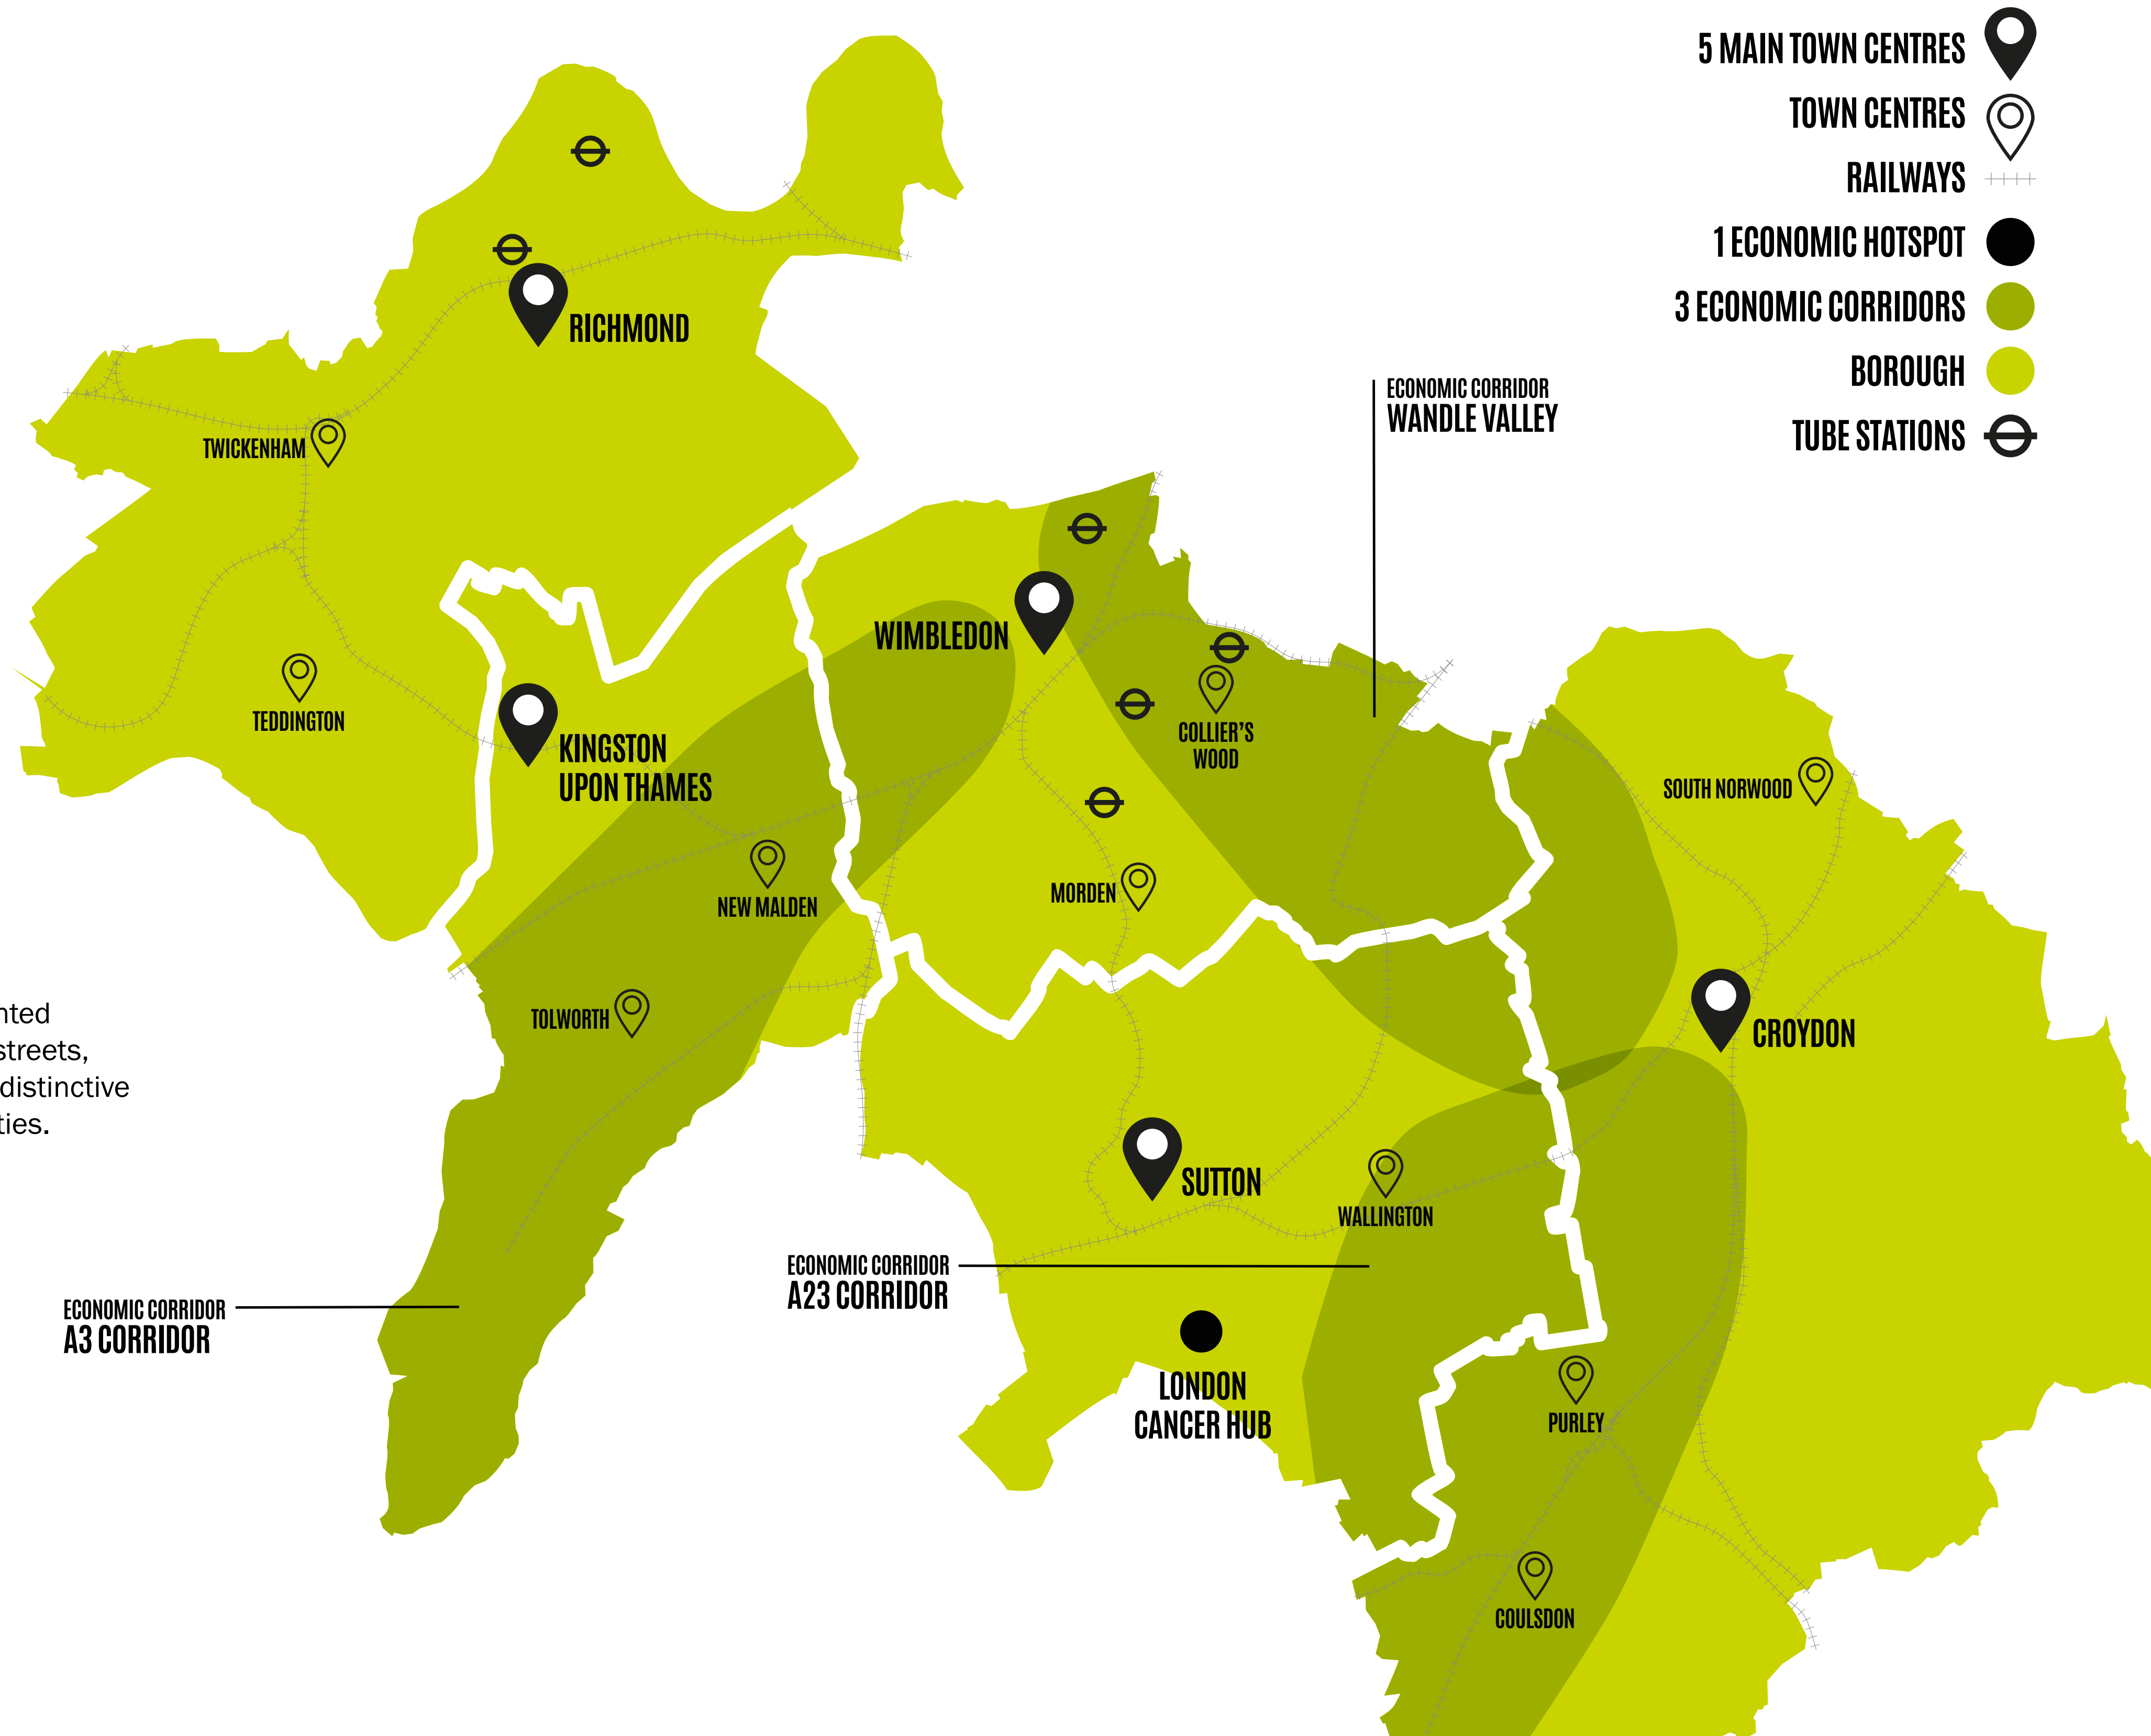 5 MAIN TOWN CENTRES
TOWN CENTRES
RAILWAYS
1 ECONOMIC HOTSPOT
3 ECONOMIC CORRIDORS
BOROUGH
TUBE STATIONS
RICHMOND
ECONOMIC CORRIDOR
WANDLE VALLEY
TWICKENHAM
WIMBLEDON
TEDDINGTON
KINGSTON
UPON THAMES
COLLIER'S
WOOD
SOUTH NORWOOD
NEW MALDEN
MORDEN
TOLWORTH
CROYDON
streets,
distinctive
SUTTON
WALLINGTON
ECONOMIC CORRIDOR
A23 CORRIDOR
ECONOMIC CORRIDOR
A3 CORRIDOR
LONDON
CANCER HUB
PURLEY
COULSDON